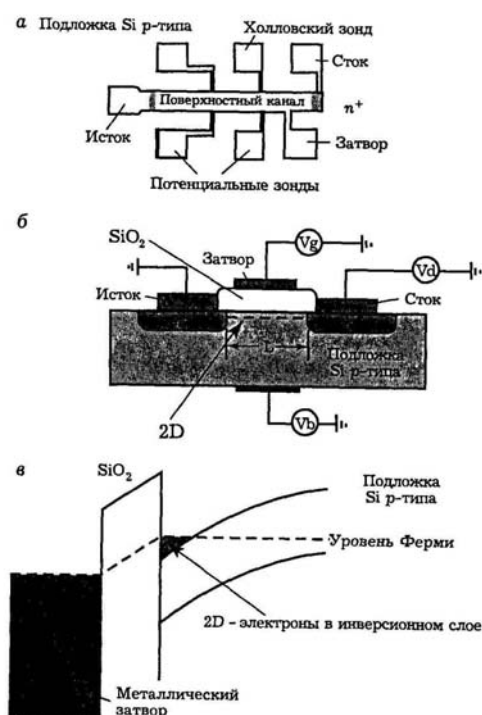 а Подложка Si p-типа
Холловский зонд
Сток
Поверхностный канал
n+
Исток
Затвор
Потенциальные зонды
б
SiO2
Затвор
Vg
Vd
Исток
Сток
L
Подложка
Si p-типа
2D
Vb
в
SiO2
Подложка
Si p-типа
Уровень Ферми
2D - электроны в инверсионном слое
Металлический
затвор